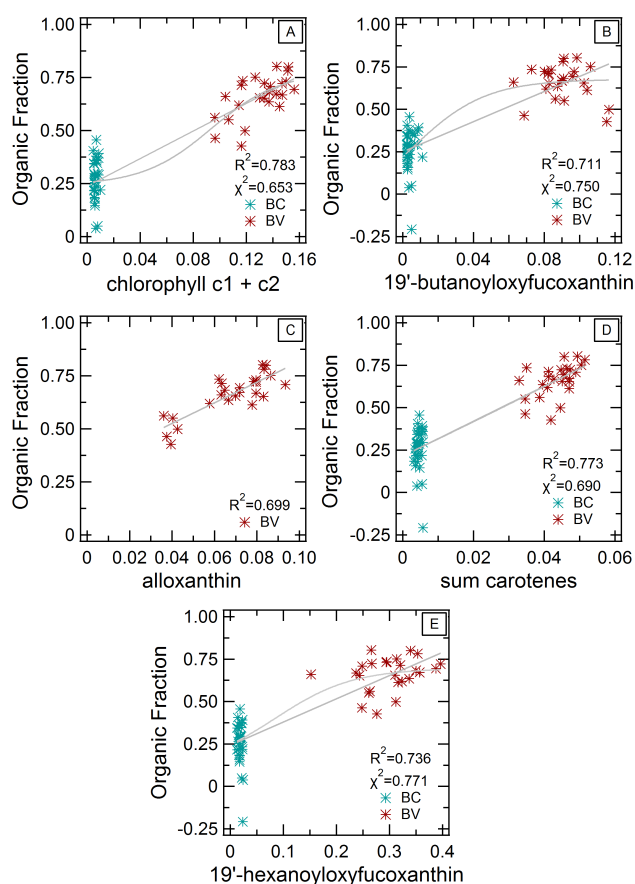 A
1.00
0.75
0.50
0.25
0
Organic Fraction
R²=0.783
χ²=0.653
BC
BV
0 0.04 0.08 0.12 0.16
chlorophyll c1 + c2
B
1.00
0.75
0.50
0.25
0
-0.25
Organic Fraction
R²=0.711
χ²=0.750
BC
BV
0 0.04 0.08 0.12
19'-butanoyloxyfucoxanthin
C
1.00
0.75
0.50
0.25
0
Organic Fraction
R²=0.699
BV
0 0.02 0.04 0.06 0.08 0.10
alloxanthin
D
1.00
0.75
0.50
0.25
0
-0.25
Organic Fraction
R²=0.773
χ²=0.690
BC
BV
0 0.02 0.04 0.06
sum carotenes
E
1.00
0.75
0.50
0.25
0
-0.25
Organic Fraction
R²=0.736
χ²=0.771
BC
BV
0 0.1 0.2 0.3 0.4
19'-hexanoyloxyfucoxanthin